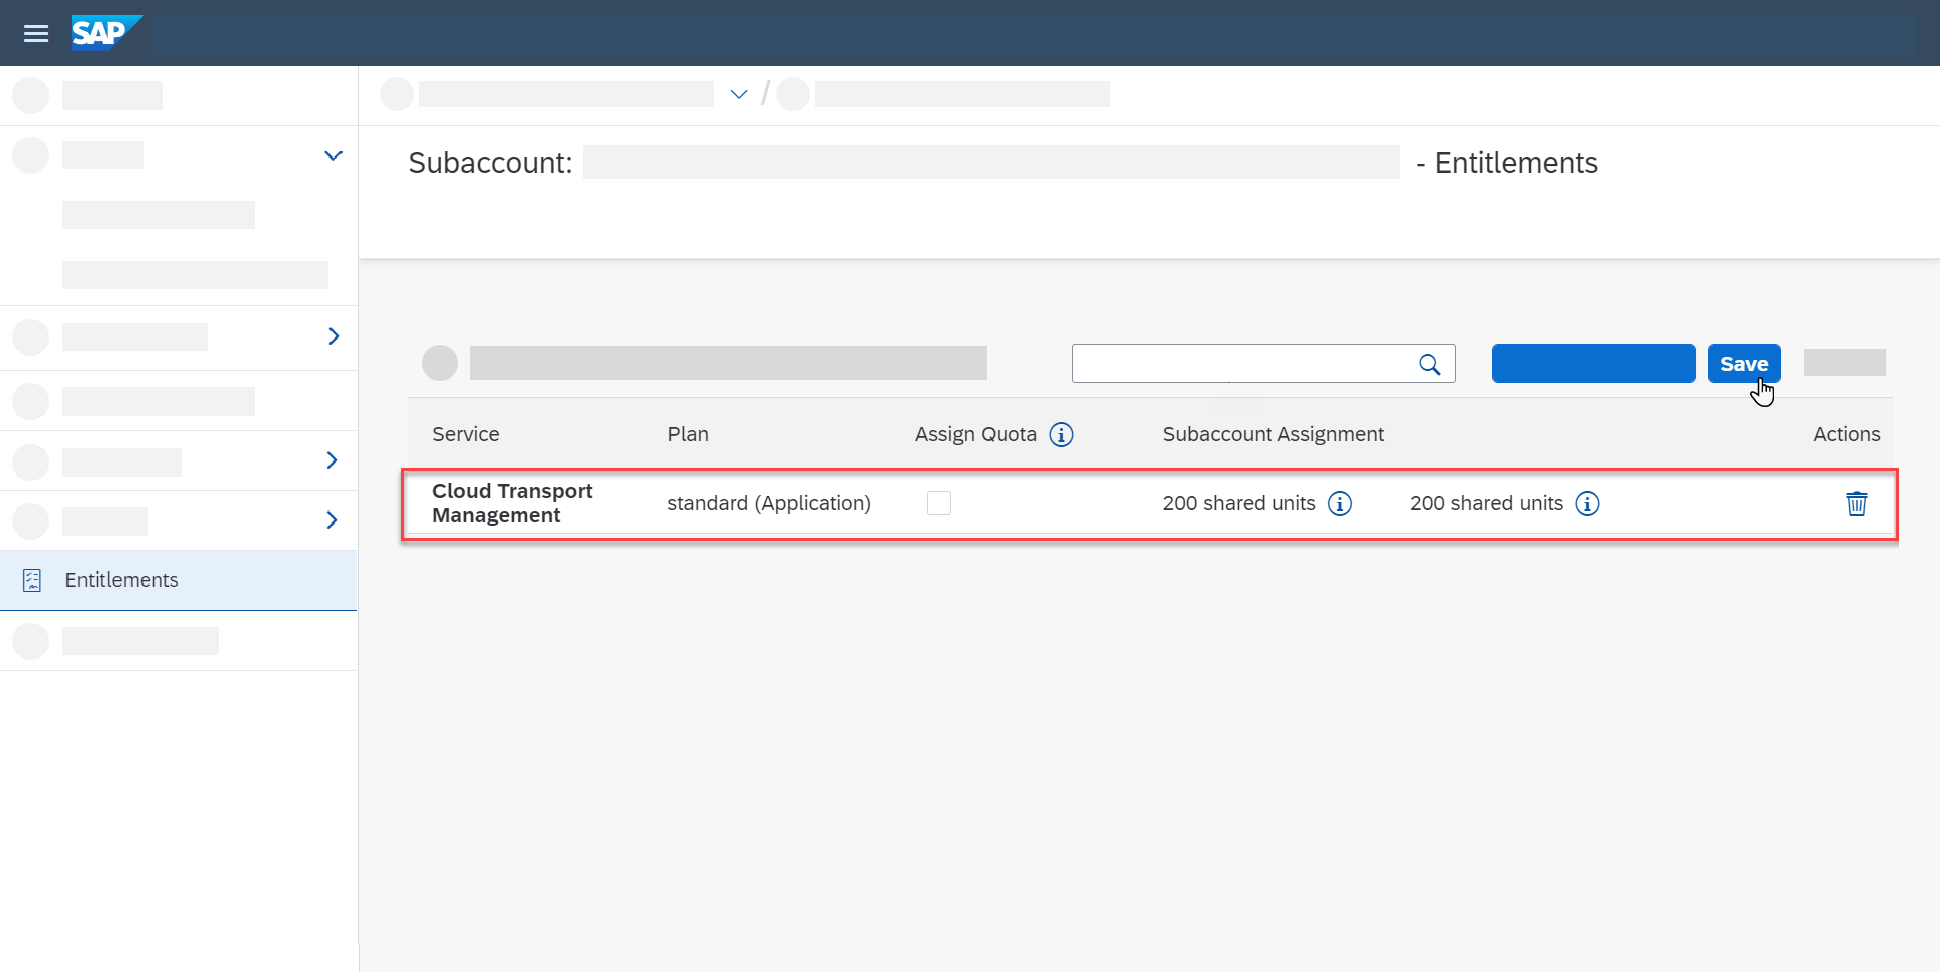 SAP
Subaccount: - Entitlements
Save
Service Plan Assign Quota Subaccount Assignment Actions
Cloud Transport
Management
standard (Application) 200 shared units 200 shared units
Entitlements